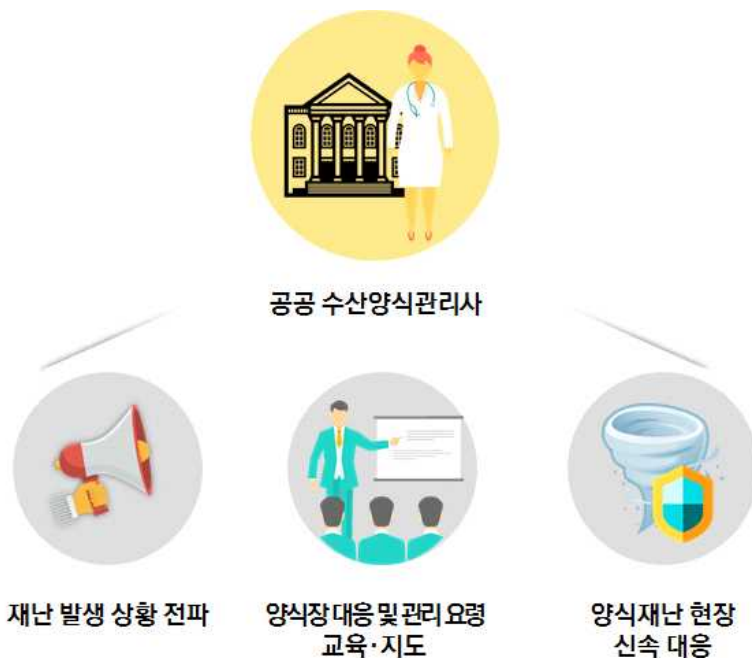 공공 수산양식관리사
재난 발생 상황 전파
양식장 대응 및 관리 요령
교육·지도
양식재난 현장
신속 대응